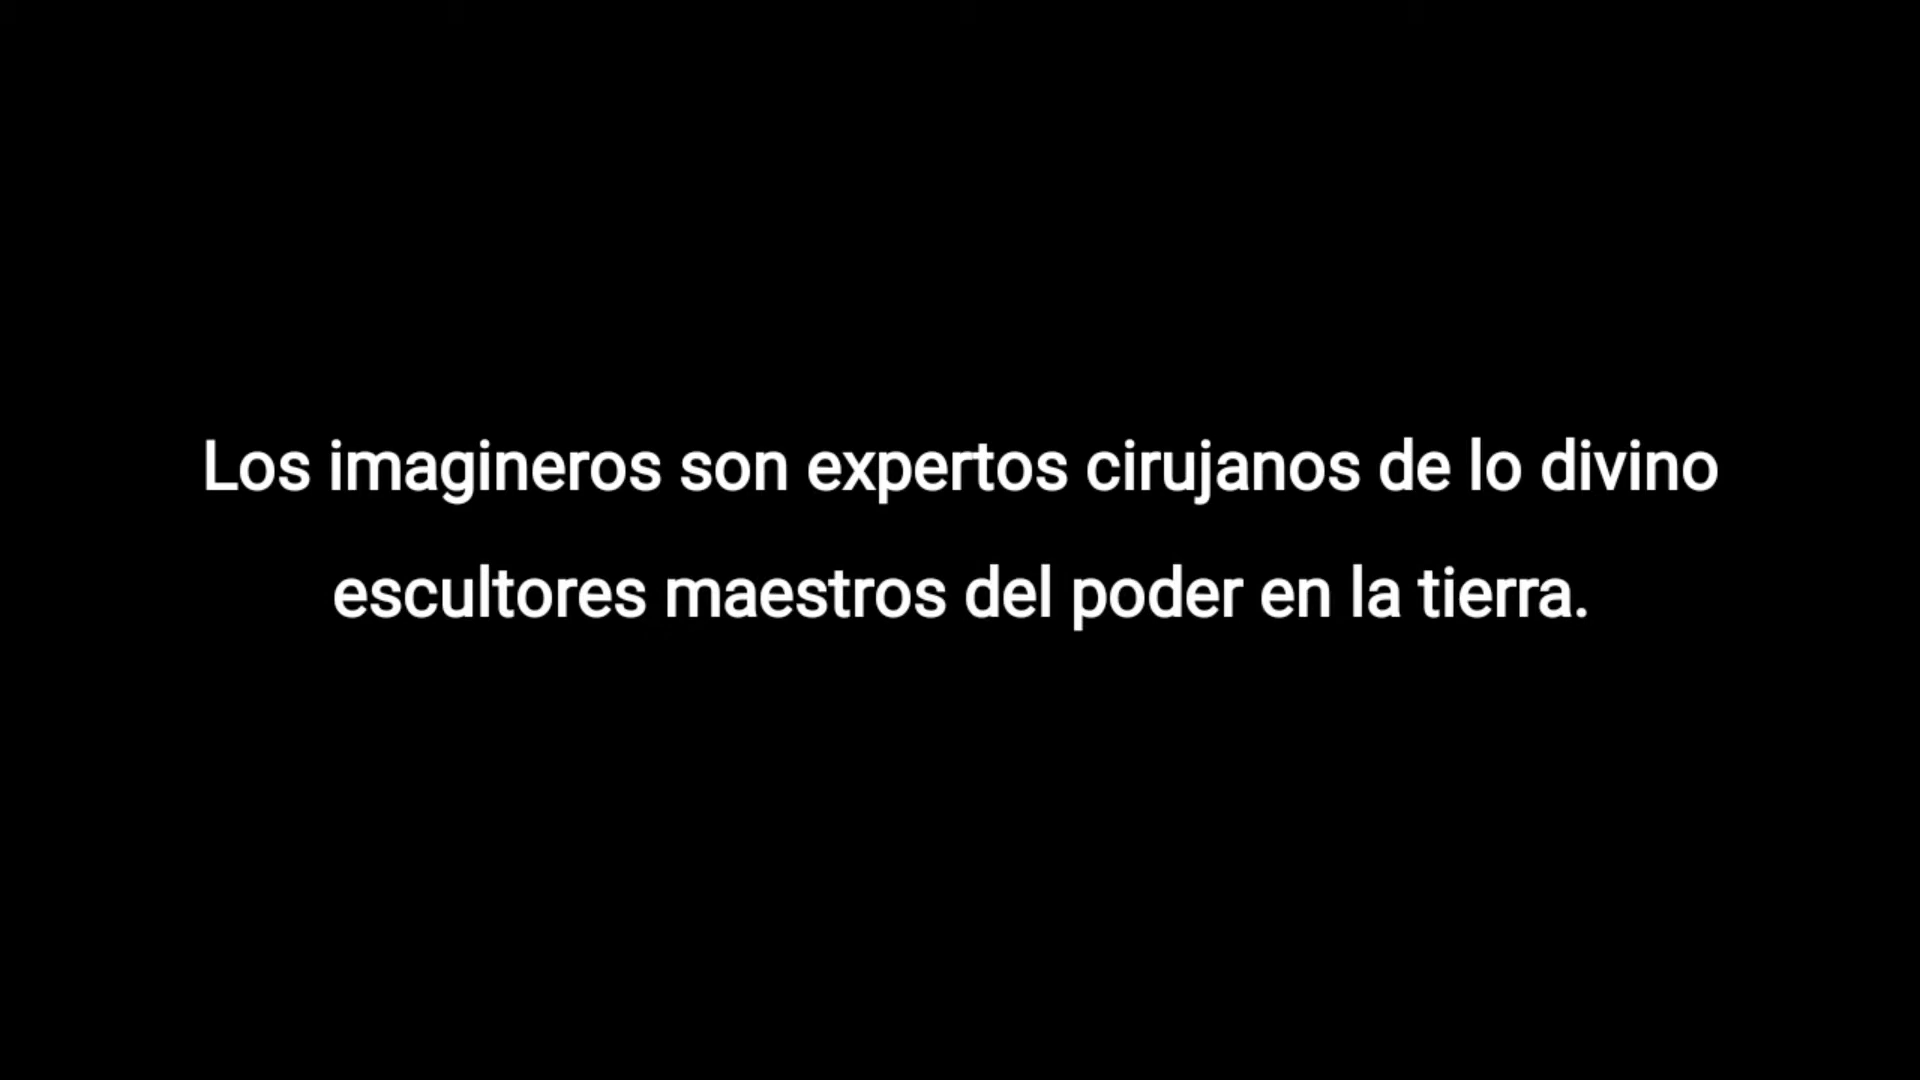 Los imagineros son expertos cirujanos de lo divino
escultores maestros del poder en la tierra.